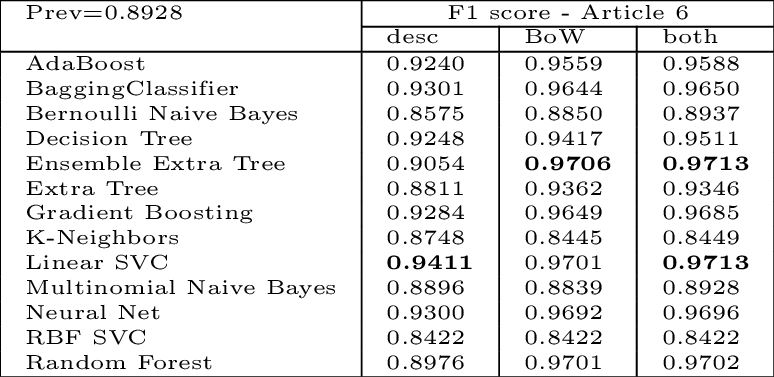 Prev=0.8928 F1 score - Article 6
desc BoW both
AdaBoost 0.9240 0.9559 0.9588
BaggingClassifier 0.9301 0.9644 0.9650
Bernoulli Naive Bayes 0.8575 0.8850 0.8937
Decision Tree 0.9248 0.9417 0.9511
Ensemble Extra Tree 0.9054 0.9706 0.9713
Extra Tree 0.8811 0.9362 0.9346
Gradient Boosting 0.9284 0.9649 0.9685
K-Neighbors 0.8748 0.8445 0.8449
Linear SVC 0.9411 0.9701 0.9713
Multinomial Naive Bayes 0.8896 0.8839 0.8928
Neural Net 0.9300 0.9692 0.9696
RBF SVC 0.8422 0.8422 0.8422
Random Forest 0.8976 0.9701 0.9702